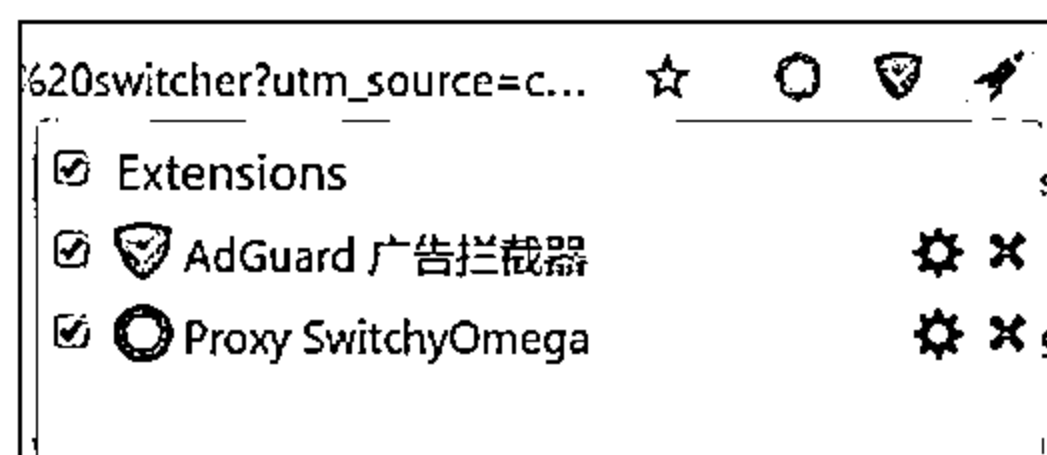 %20switcher?utm_source=c...
Extensions
AdGuard 广告拦截器
Proxy SwitchyOmega